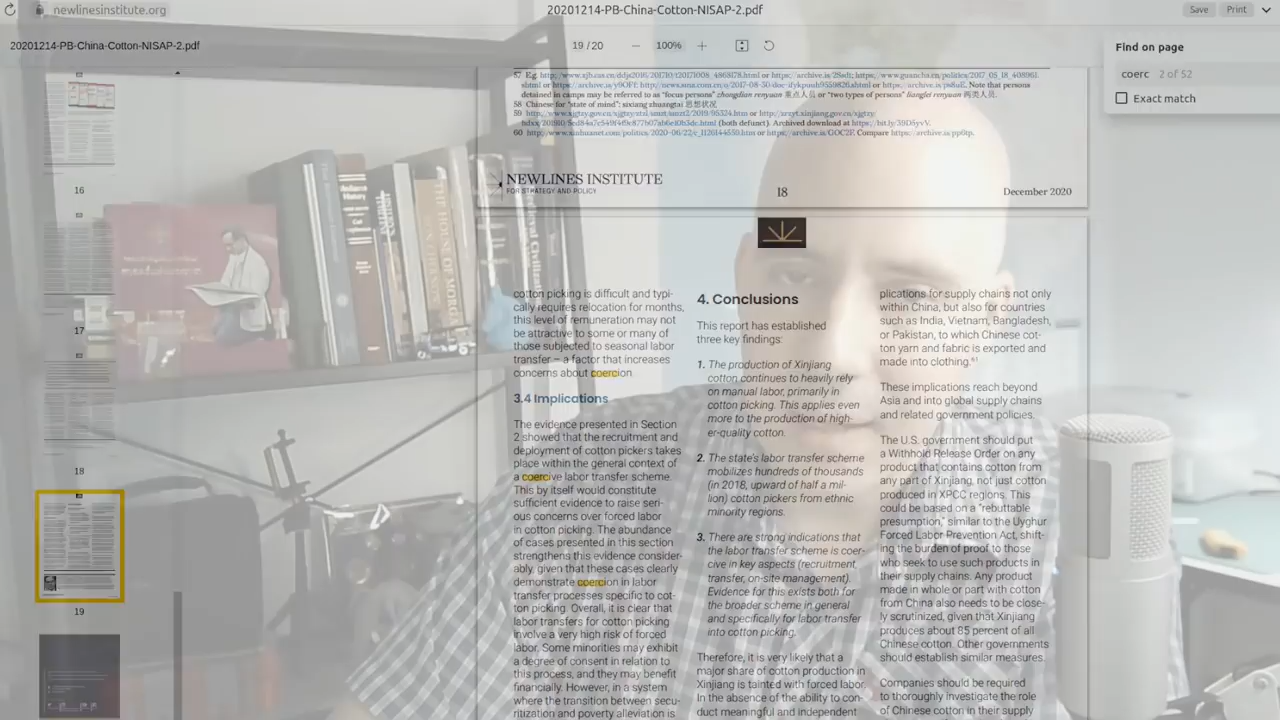 newlinesinstitute.org
20201214-PB-China-Cotton-NISAP-2.pdf
Save
Print
20201214-PB-China-Cotton-NISAP-2.pdf
19 / 20
100%
Find on page
coerc 2 of 52
Exact match
16
17
18
19
58 Chinese for "state of mind": sixiang zhuangtai 思想状况
NEWLINES INSTITUTE
FOR STRATEGY AND POLICY
18
December 2020
cotton picking is difficult and typi-
cally requires relocation for months,
this level of remuneration may not
be attractive to some or many of
those subjected to seasonal labor
transfer – a factor that increases
concerns about coercion.
3.4 Implications
The evidence presented in Section
2 showed that the recruitment and
deployment of cotton pickers takes
place within the general context of
a coercive labor transfer scheme.
This by itself would constitute
sufficient evidence to raise seri-
ous concerns over forced labor
in cotton picking. The abundance
of cases presented in this section
strengthens this evidence consider-
ably, given that these cases clearly
demonstrate coercion in labor
transfer processes specific to cot-
ton picking. Overall, it is clear that
labor transfers for cotton picking
involve a very high risk of forced
labor. Some minorities may exhibit
a degree of consent in relation to
this process, and they may benefit
financially. However, in a system
where the transition between secu-
ritization and poverty alleviation is
4. Conclusions
This report has established
three key findings:
1. The production of Xinjiang
cotton continues to heavily rely
on manual labor, primarily in
cotton picking. This applies even
more to the production of high-
er-quality cotton.
2. The state's labor transfer scheme
mobilizes hundreds of thousands
(in 2018, upward of half a mil-
lion) cotton pickers from ethnic
minority regions.
3. There are strong indications that
the labor transfer scheme is coer-
cive in key aspects (recruitment,
transfer, on-site management).
Evidence for this exists both for
the broader scheme in general
and specifically for labor transfer
into cotton picking.
Therefore, it is very likely that a
major share of cotton production in
Xinjiang is tainted with forced labor.
In the absence of the ability to con-
duct meaningful and independent
plications for supply chains not only
within China, but also for countries
such as India, Vietnam, Bangladesh,
or Pakistan, to which Chinese cot-
ton yarn and fabric is exported and
made into clothing.⁶¹
These implications reach beyond
Asia and into global supply chains
and related government policies.
The U.S. government should put
a Withhold Release Order on any
product that contains cotton from
any part of Xinjiang, not just cotton
produced in XPCC regions. This
could be based on a "rebuttable
presumption," similar to the Uyghur
Forced Labor Prevention Act, shift-
ing the burden of proof to those
who seek to use such products in
their supply chains. Any product
made in whole or part with cotton
from China also needs to be close-
ly scrutinized, given that Xinjiang
produces about 85 percent of all
Chinese cotton. Other governments
should establish similar measures.
Companies should be required
to thoroughly investigate the role
of Chinese cotton in their supply